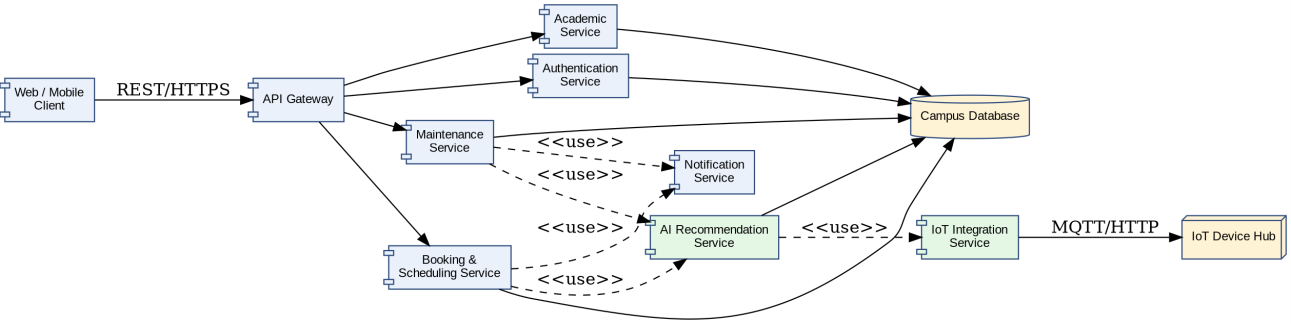 Academic
Service
Web / Mobile
Client
REST/HTTPS
API Gateway
Authentication
Service
Campus Database
Maintenance
Service
<<use>>
<<use>>
Notification
Service
<<use>>
AI Recommendation
Service
<<use>>
IoT Integration
Service
MQTT/HTTP
IoT Device Hub
Booking &
Scheduling Service
<<use>>